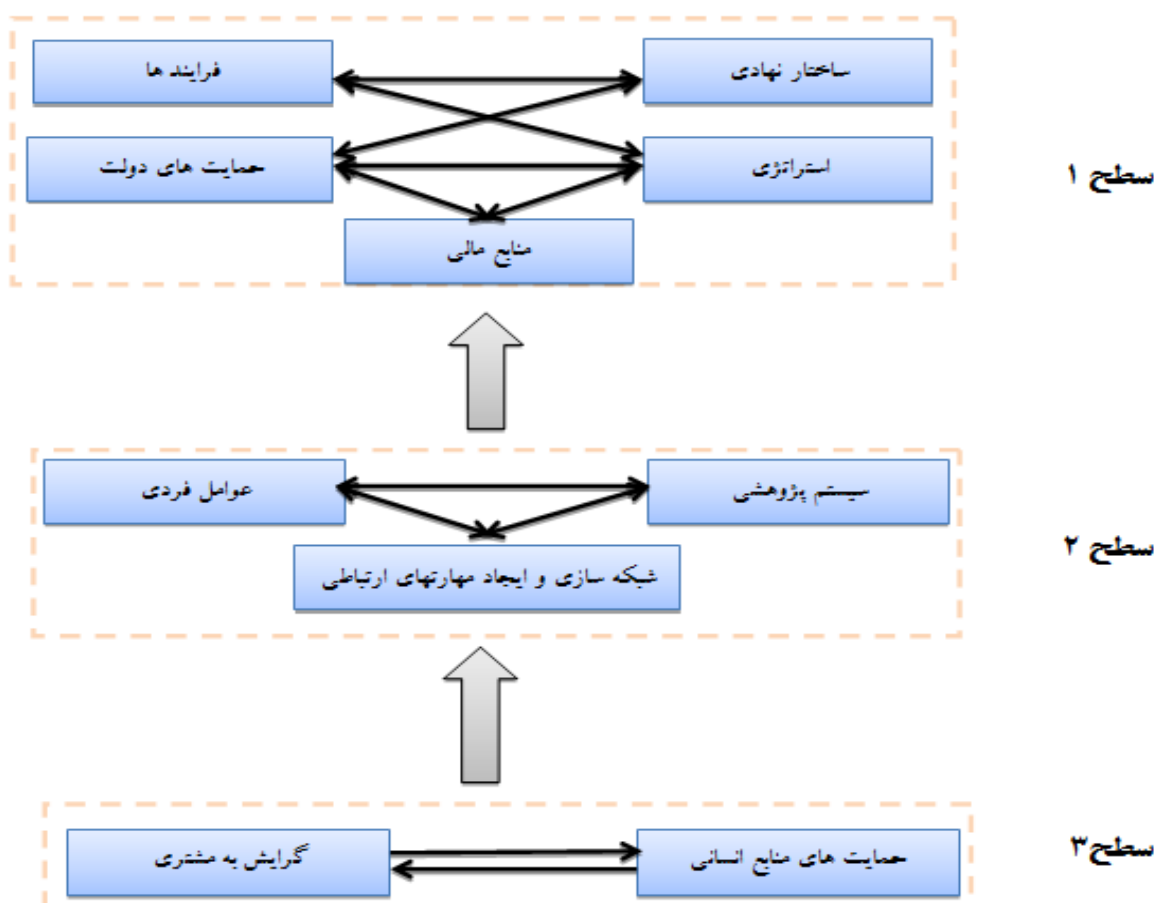 ساختار نهادی
فرایند ها
استراتژی
حمایت های دولت
سطح ۱
منابع مالی
سیستم پژوهشی
عوامل فردی
سطح ۲
شبکه سازی و ایجاد مهارتهای ارتباطی
سطح۳
حمایت های منابع انسانی
گرایش به مشتری